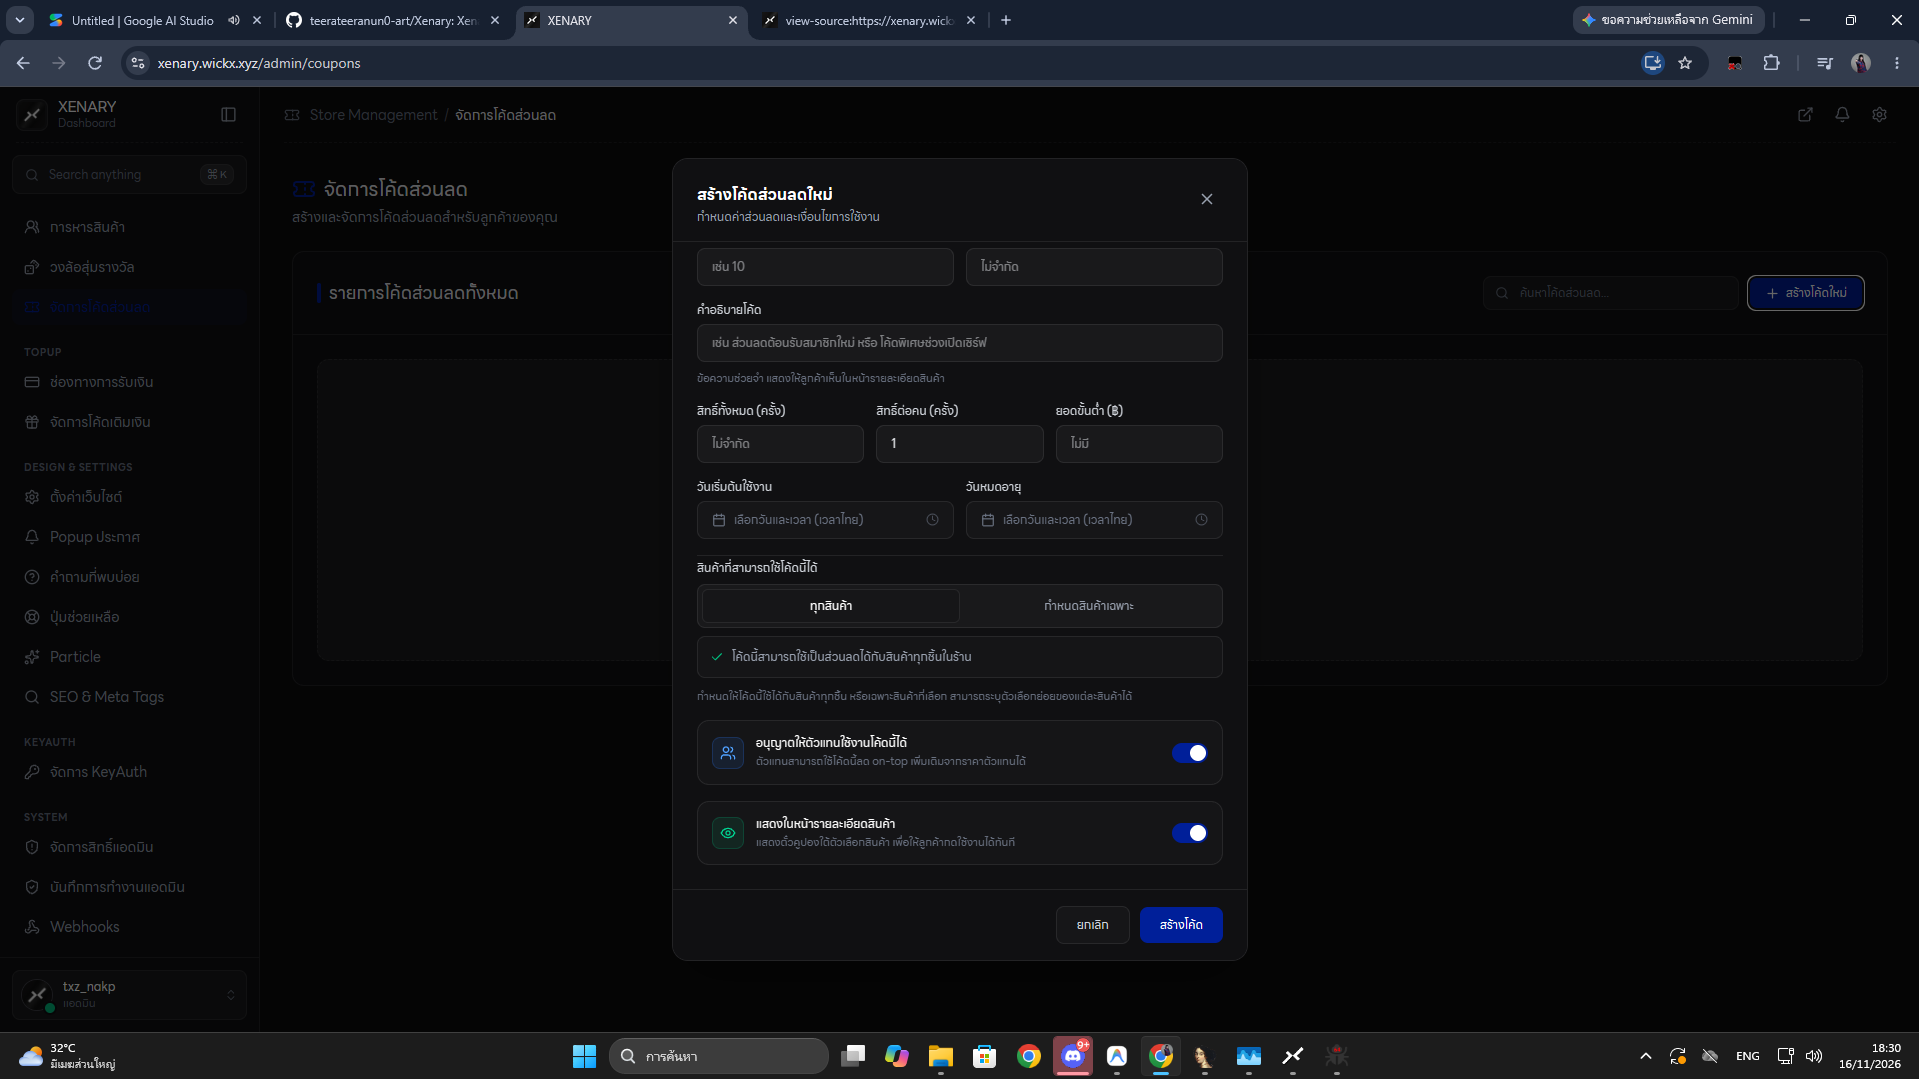 Untitled | Google AI Studio
teerateeranun0-art/Xenary: Xen
XENARY
view-source:https://xenary.wick
ขอความช่วยเหลือจาก Gemini
xenary.wickx.xyz/admin/coupons
XENARY
Dashboard
Store Management / จัดการโค้ดส่วนลด
Search anything
⌘ K
การหารสินค้า
วงล้อสุ่มรางวัล
จัดการโค้ดส่วนลด
TOPUP
ช่องทางการรับเงิน
จัดการโค้ดเติมเงิน
DESIGN & SETTINGS
ตั้งค่าเว็บไซต์
Popup ประกาศ
คำถามที่พบบ่อย
ปุ่มช่วยเหลือ
Particle
SEO & Meta Tags
KEYAUTH
จัดการ KeyAuth
SYSTEM
จัดการสิทธิ์แอดมิน
บันทึกการทำงานแอดมิน
Webhooks
txz_nakp
แอดมิน
จัดการโค้ดส่วนลด
สร้างและจัดการโค้ดส่วนลดสำหรับลูกค้าของคุณ
รายการโค้ดส่วนลดทั้งหมด
ค้นหาโค้ดส่วนลด...
+ สร้างโค้ดใหม่
สร้างโค้ดส่วนลดใหม่
กำหนดค่าส่วนลดและเงื่อนไขการใช้งาน
เช่น 10
ไม่จำกัด
คำอธิบายโค้ด
เช่น ส่วนลดต้อนรับสมาชิกใหม่ หรือ โค้ดพิเศษช่วงเปิดเซิร์ฟ
ข้อความช่วยจำ แสดงให้ลูกค้าเห็นในหน้ารายละเอียดสินค้า
สิทธิ์ทั้งหมด (ครั้ง)
สิทธิ์ต่อคน (ครั้ง)
ยอดขั้นต่ำ (฿)
ไม่จำกัด
1
ไม่มี
วันเริ่มต้นใช้งาน
วันหมดอายุ
เลือกวันและเวลา (เวลาไทย)
เลือกวันและเวลา (เวลาไทย)
สินค้าที่สามารถใช้โค้ดนี้ได้
ทุกสินค้า
กำหนดสินค้าเฉพาะ
โค้ดนี้สามารถใช้เป็นส่วนลดได้กับสินค้าทุกชิ้นในร้าน
กำหนดให้โค้ดนี้ใช้ได้กับสินค้าทุกชิ้น หรือเฉพาะสินค้าที่เลือก สามารถระบุตัวเลือกย่อยของแต่ละสินค้าได้
อนุญาตให้ตัวแทนใช้งานโค้ดนี้ได้
ตัวแทนสามารถใช้โค้ดนี้ลด on-top เพิ่มเติมจากราคาตัวแทนได้
แสดงในหน้ารายละเอียดสินค้า
แสดงตั๋วคูปองใต้ตัวเลือกสินค้า เพื่อให้ลูกค้ากดใช้งานได้ทันที
ยกเลิก
สร้างโค้ด
32°C
มีเมฆส่วนใหญ่
การค้นหา
9+
ENG
18:30
16/11/2026